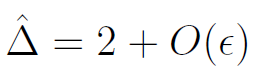 Δ̂ = 2 + O(ϵ)